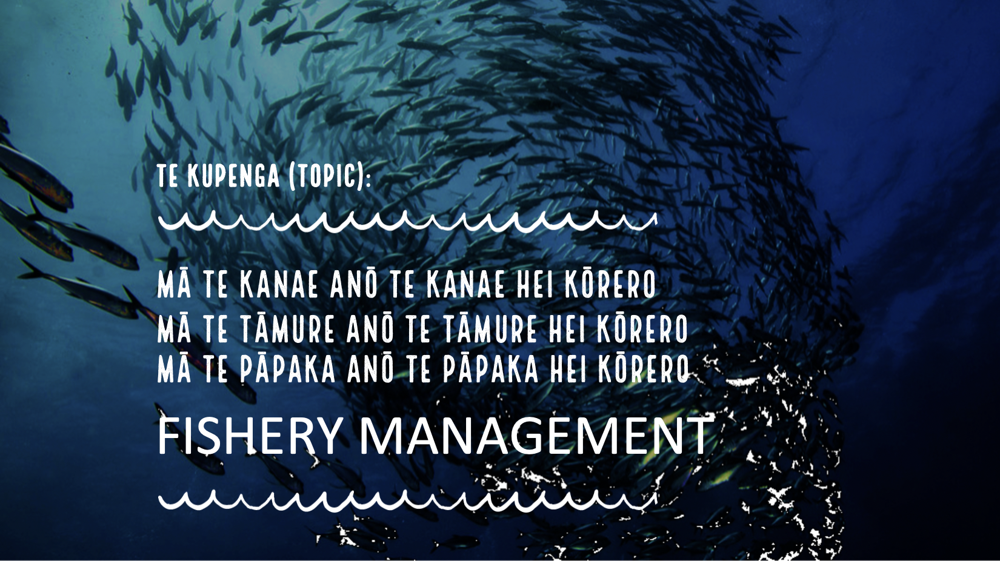 TE KUPENGA (TOPIC):
MĀ TE KANAE ANŌ TE KANAE HEI KŌRERO
MĀ TE TĀMURE ANŌ TE TĀMURE HEI KŌRERO
MĀ TE PĀPAKA ANŌ TE PĀPAKA HEI KŌRERO
FISHERY MANAGEMENT